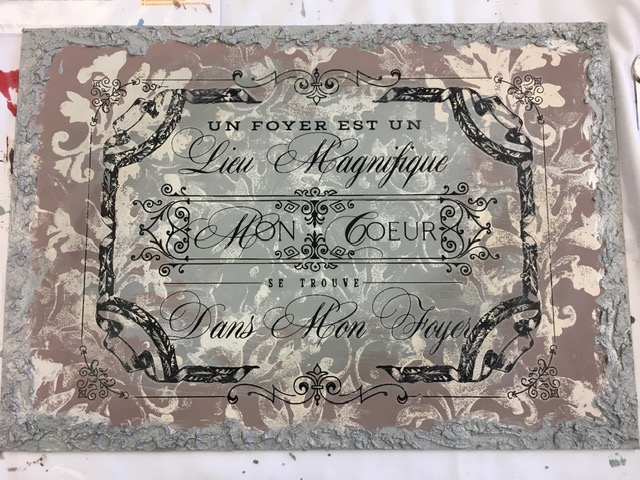 UN FOYER EST UN
Lieu Magnifique
MON COEUR
SE TROUVE
Dans Mon Foyer